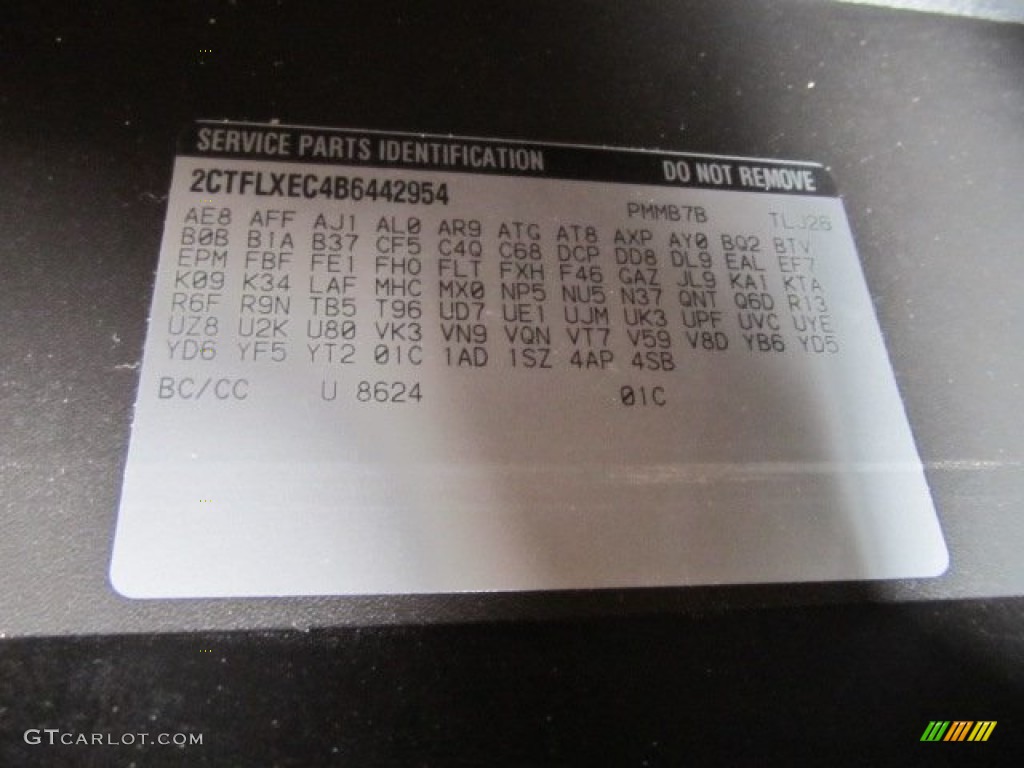 SERVICE PARTS IDENTIFICATION DO NOT REMOVE
2CTFLXEC4B6442954 PMMB7B TLJ26
AE8 AFF AJ1 AL0 AR9 ATG AT8 AXP AY0 BQ2 BTV
B0B B1A B37 CF5 C4Q C68 DCP DD8 DL9 EAL EF7
EPM FBF FE1 FHO FLT FXH F46 GAZ JL9 KA1 KTA
K09 K34 LAF MHC MX0 NP5 NU5 N37 QNT Q6D R13
R6F R9N TB5 T96 UD7 UE1 UJM UK3 UPF UVC UYE
UZ8 U2K U80 VK3 VN9 VQN VT7 V59 V8D YB6 YD5
YD6 YF5 YT2 01C 1AD 1SZ 4AP 4SB
BC/CC U 8624 01C
GTCARLOT.COM